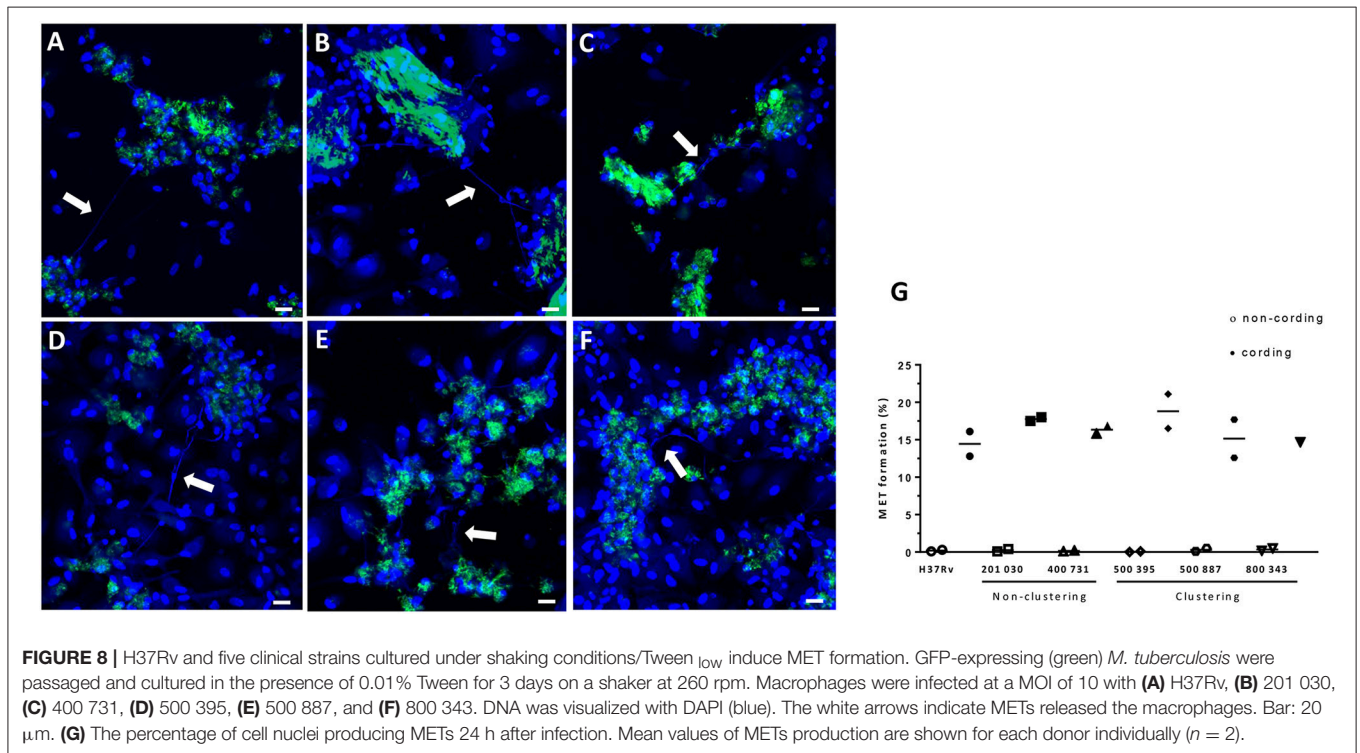 A
B
C
D
E
F
G
o non-cording
● cording
MET formation (%)
25
20
15
10
5
0
H37Rv 201 030 400 731 500 395 500 887 800 343
Non-clustering Clustering
FIGURE 8 | H37Rv and five clinical strains cultured under shaking conditions/Tween low induce MET formation. GFP-expressing (green) M. tuberculosis were
passaged and cultured in the presence of 0.01% Tween for 3 days on a shaker at 260 rpm. Macrophages were infected at a MOI of 10 with (A) H37Rv, (B) 201 030,
(C) 400 731, (D) 500 395, (E) 500 887, and (F) 800 343. DNA was visualized with DAPI (blue). The white arrows indicate METs released the macrophages. Bar: 20
μm. (G) The percentage of cell nuclei producing METs 24 h after infection. Mean values of METs production are shown for each donor individually (n = 2).